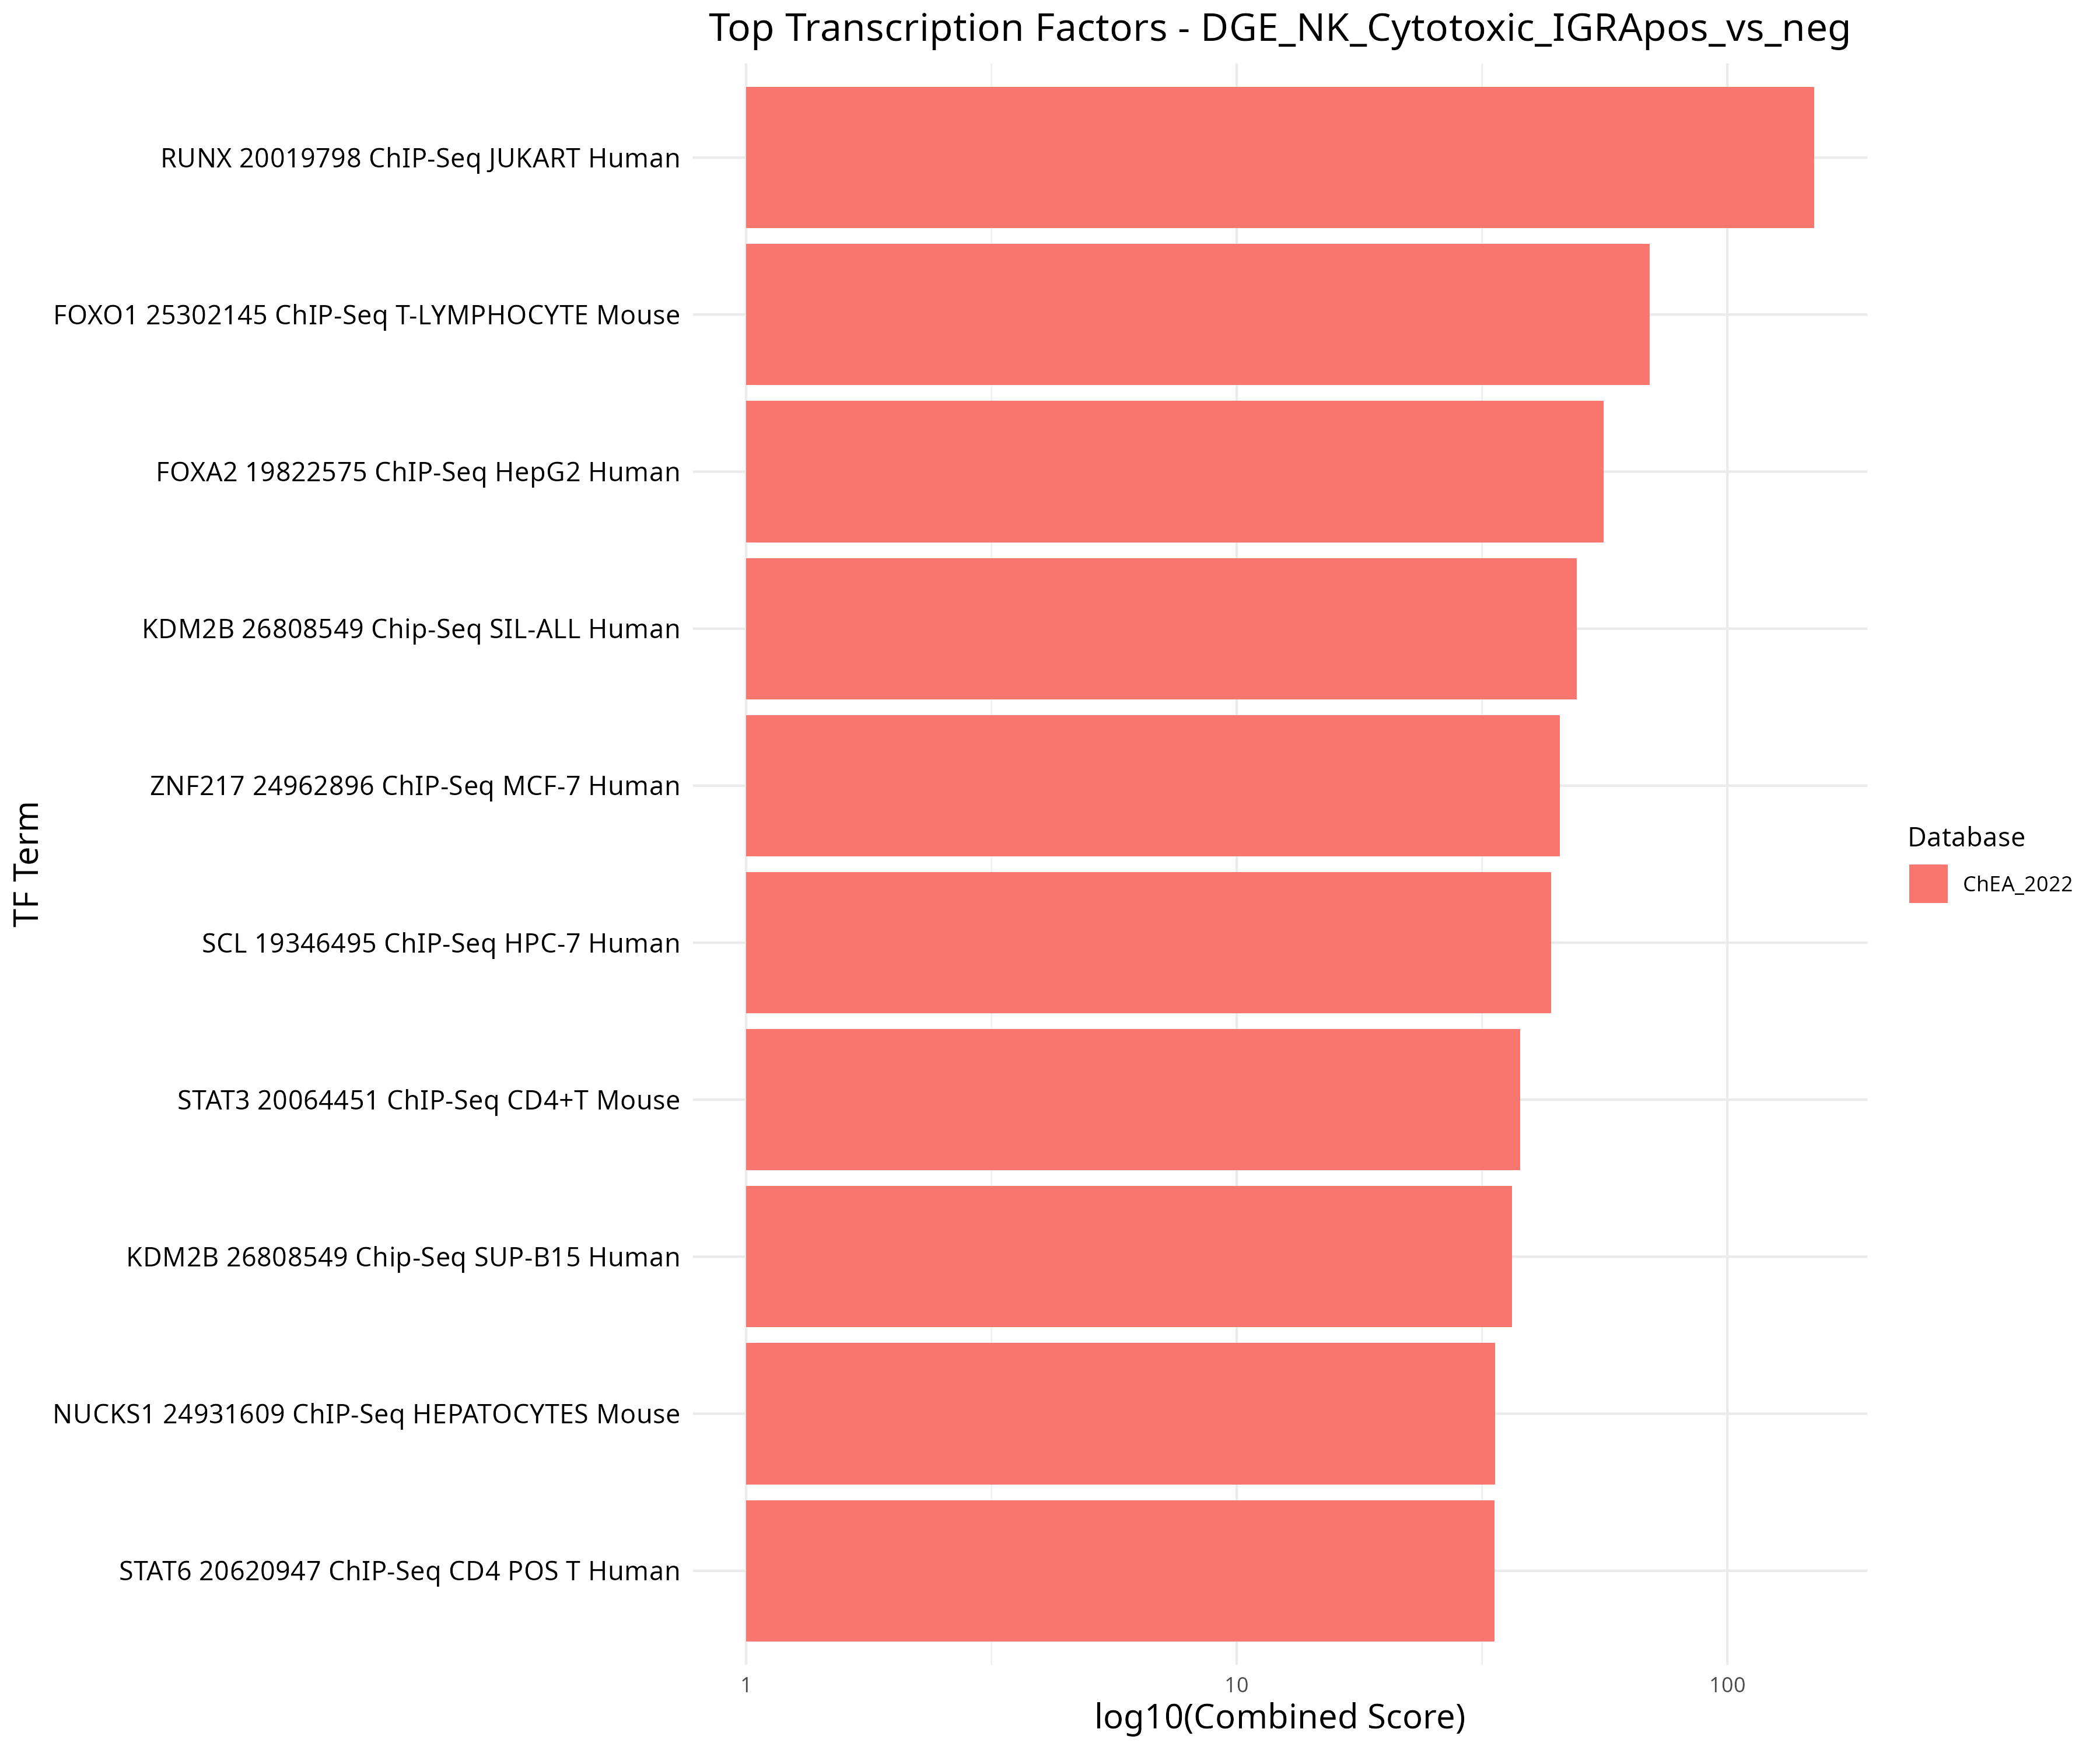 Top Transcription Factors - DGE_NK_Cytotoxic_IGRApos_vs_neg
TF Term
RUNX 20019798 ChIP-Seq JUKART Human
FOXO1 25302145 ChIP-Seq T-LYMPHOCYTE Mouse
FOXA2 19822575 ChIP-Seq HepG2 Human
KDM2B 26808549 Chip-Seq SIL-ALL Human
ZNF217 24962896 ChIP-Seq MCF-7 Human
SCL 19346495 ChIP-Seq HPC-7 Human
STAT3 20064451 ChIP-Seq CD4+T Mouse
KDM2B 26808549 Chip-Seq SUP-B15 Human
NUCKS1 24931609 ChIP-Seq HEPATOCYTES Mouse
STAT6 20620947 ChIP-Seq CD4 POS T Human
1 10 100
log10(Combined Score)
Database
ChEA_2022